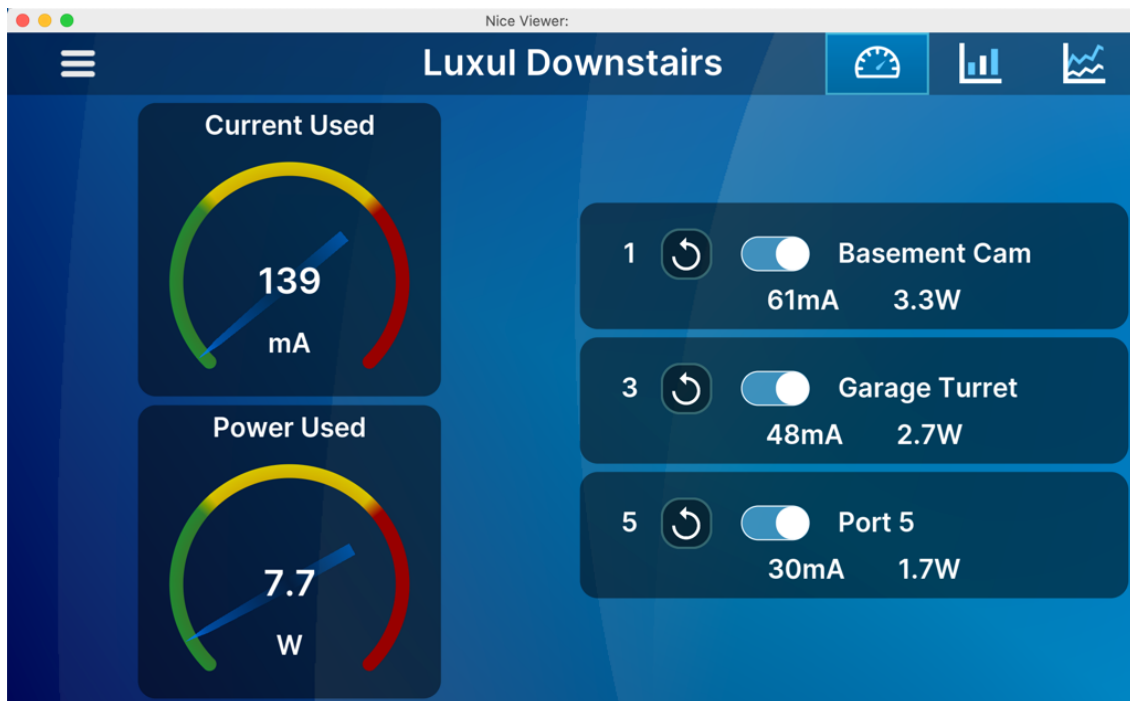 Nice Viewer:
Luxul Downstairs
Current Used
139
mA
Power Used
7.7
W
1 Basement Cam
61mA 3.3W
3 Garage Turret
48mA 2.7W
5 Port 5
30mA 1.7W